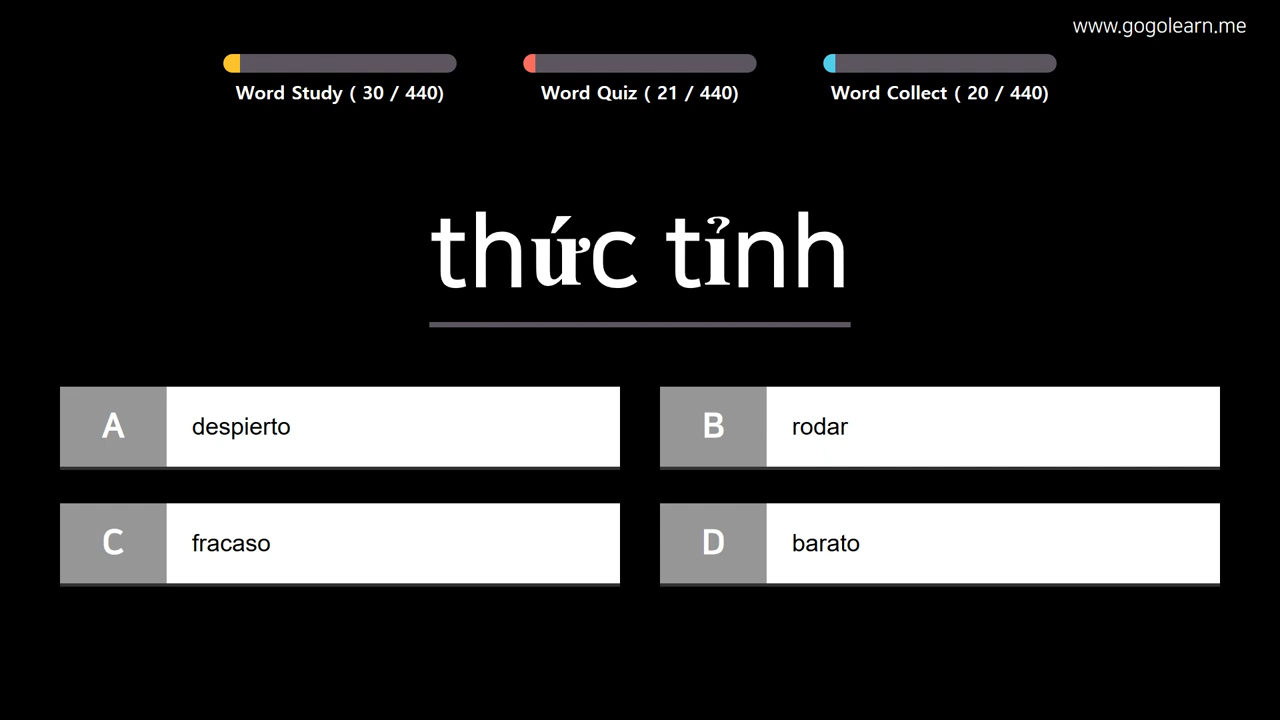 www.gogolearn.me
Word Study ( 30 / 440)
Word Quiz ( 21 / 440)
Word Collect ( 20 / 440)
thức tỉnh
A despierto
B rodar
C fracaso
D barato